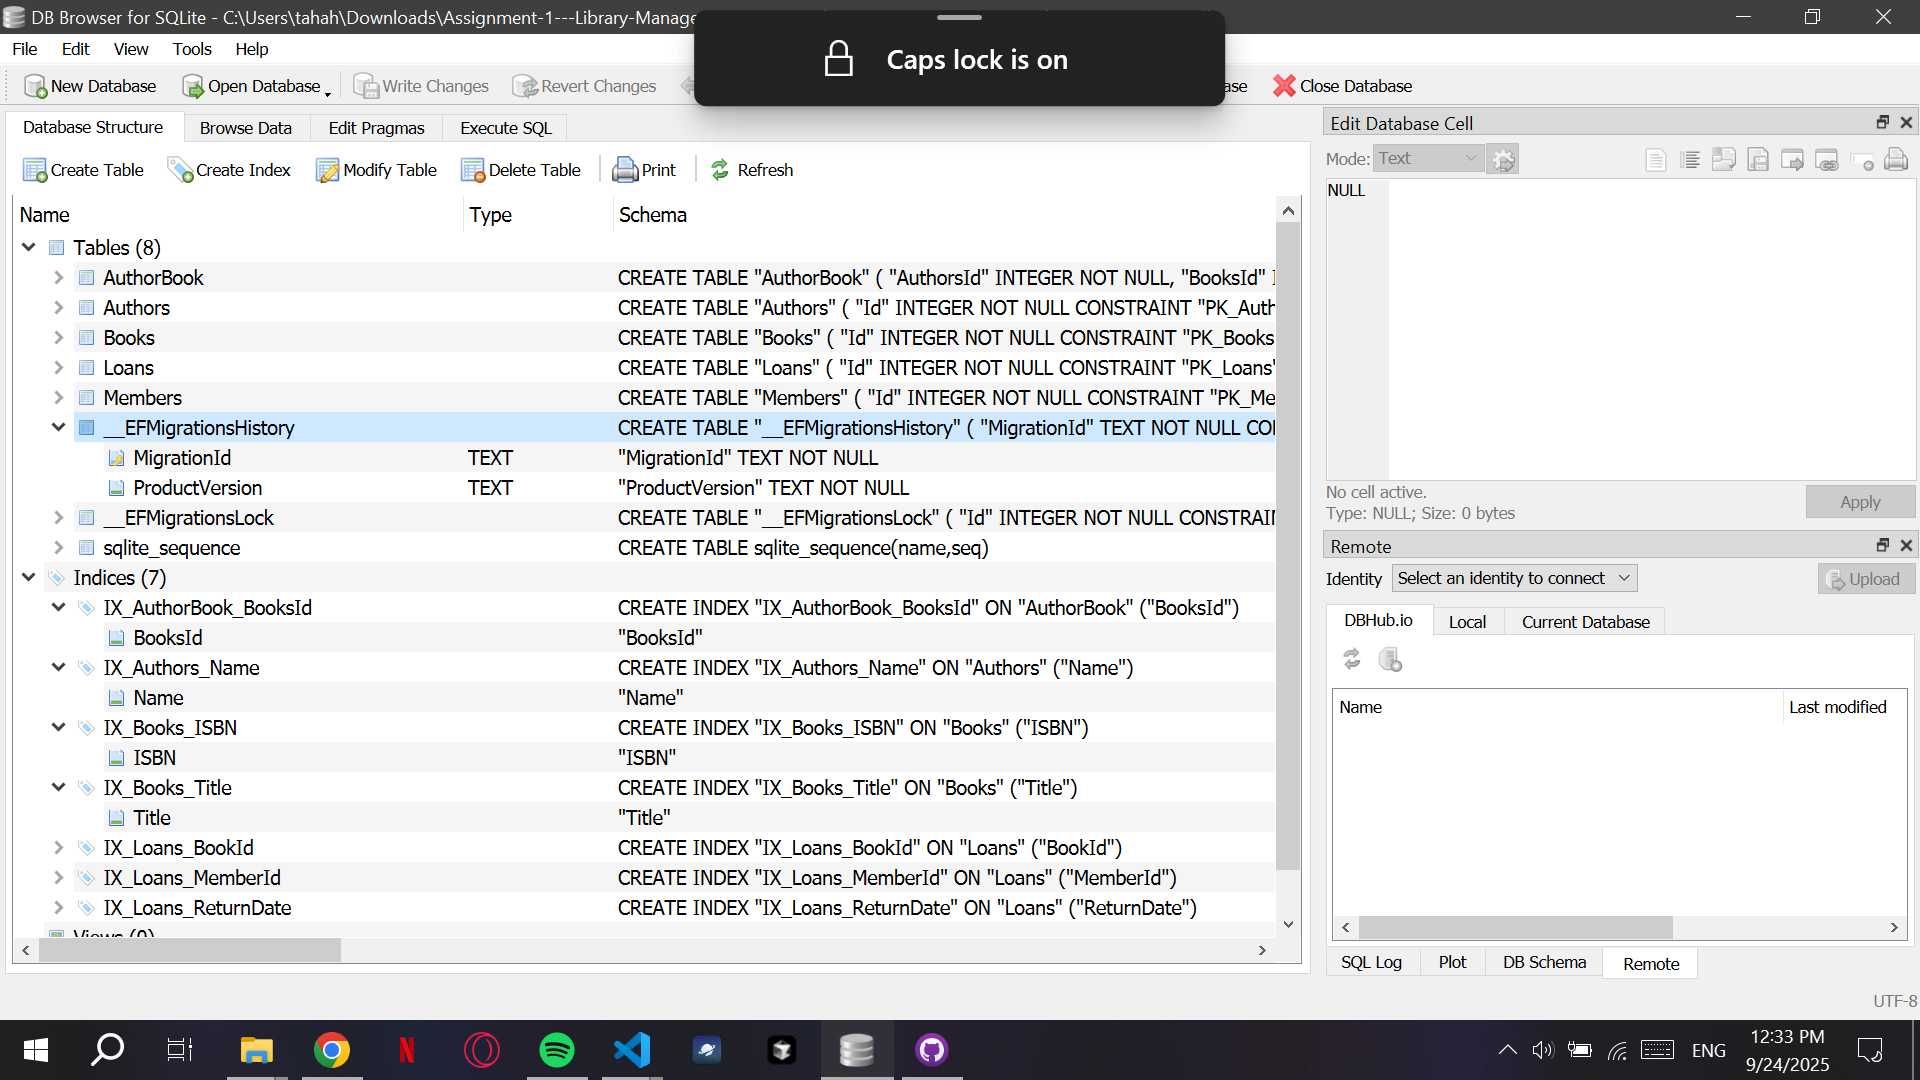 DB Browser for SQLite - C:\Users\tahah\Downloads\Assignment-1---Library-Manage
Caps lock is on
File Edit View Tools Help
New Database Open Database Write Changes Revert Changes Close Database
Database Structure Browse Data Edit Pragmas Execute SQL
Create Table Create Index Modify Table Delete Table Print Refresh
Name Type Schema
Tables (8)
AuthorBook CREATE TABLE "AuthorBook" ( "AuthorsId" INTEGER NOT NULL, "BooksId"
Authors CREATE TABLE "Authors" ( "Id" INTEGER NOT NULL CONSTRAINT "PK_Auth
Books CREATE TABLE "Books" ( "Id" INTEGER NOT NULL CONSTRAINT "PK_Books
Loans CREATE TABLE "Loans" ( "Id" INTEGER NOT NULL CONSTRAINT "PK_Loans"
Members CREATE TABLE "Members" ( "Id" INTEGER NOT NULL CONSTRAINT "PK_Me
__EFMigrationsHistory CREATE TABLE "__EFMigrationsHistory" ( "MigrationId" TEXT NOT NULL CO
MigrationId TEXT "MigrationId" TEXT NOT NULL
ProductVersion TEXT "ProductVersion" TEXT NOT NULL
__EFMigrationsLock CREATE TABLE "__EFMigrationsLock" ( "Id" INTEGER NOT NULL CONSTRAI
sqlite_sequence CREATE TABLE sqlite_sequence(name,seq)
Indices (7)
IX_AuthorBook_BooksId CREATE INDEX "IX_AuthorBook_BooksId" ON "AuthorBook" ("BooksId")
BooksId "BooksId"
IX_Authors_Name CREATE INDEX "IX_Authors_Name" ON "Authors" ("Name")
Name "Name"
IX_Books_ISBN CREATE INDEX "IX_Books_ISBN" ON "Books" ("ISBN")
ISBN "ISBN"
IX_Books_Title CREATE INDEX "IX_Books_Title" ON "Books" ("Title")
Title "Title"
IX_Loans_BookId CREATE INDEX "IX_Loans_BookId" ON "Loans" ("BookId")
IX_Loans_MemberId CREATE INDEX "IX_Loans_MemberId" ON "Loans" ("MemberId")
IX_Loans_ReturnDate CREATE INDEX "IX_Loans_ReturnDate" ON "Loans" ("ReturnDate")
Views (0)
Edit Database Cell
Mode: Text
NULL
No cell active.
Type: NULL; Size: 0 bytes
Apply
Remote
Identity Select an identity to connect Upload
DBHub.io Local Current Database
Name Last modified
SQL Log Plot DB Schema Remote
UTF-8
ENG
12:33 PM
9/24/2025